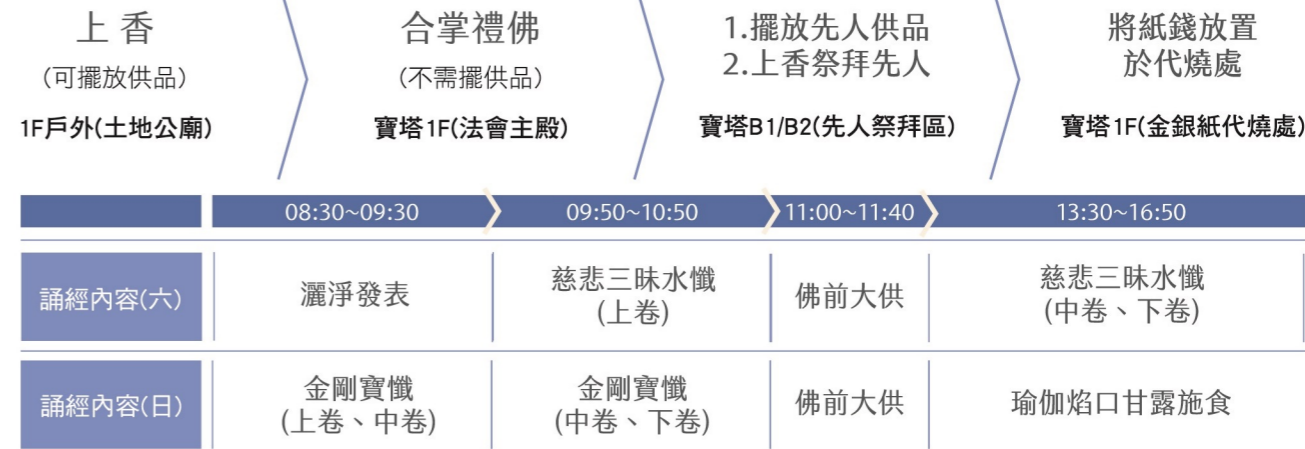 上 香
(可擺放供品)
1F戶外(土地公廟)
合掌禮佛
(不需擺供品)
寶塔1F(法會主殿)
1.擺放先人供品
2.上香祭拜先人
寶塔B1/B2(先人祭拜區)
將紙錢放置
於代燒處
寶塔1F(金銀紙代燒處)
08:30~09:30
09:50~10:50
11:00~11:40
13:30~16:50
誦經內容(六)
灑淨發表
慈悲三昧水懺
(上卷)
佛前大供
慈悲三昧水懺
(中卷、下卷)
誦經內容(日)
金剛寶懺
(上卷、中卷)
金剛寶懺
(中卷、下卷)
佛前大供
瑜伽焰口甘露施食